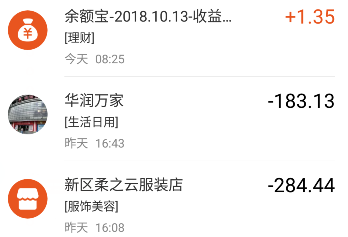 余额宝-2018.10.13-收益... +1.35
[理财]
今天 08:25
华润万家 -183.13
[生活日用]
昨天 16:43
新区柔之云服装店 -284.44
[服饰美容]
昨天 16:08